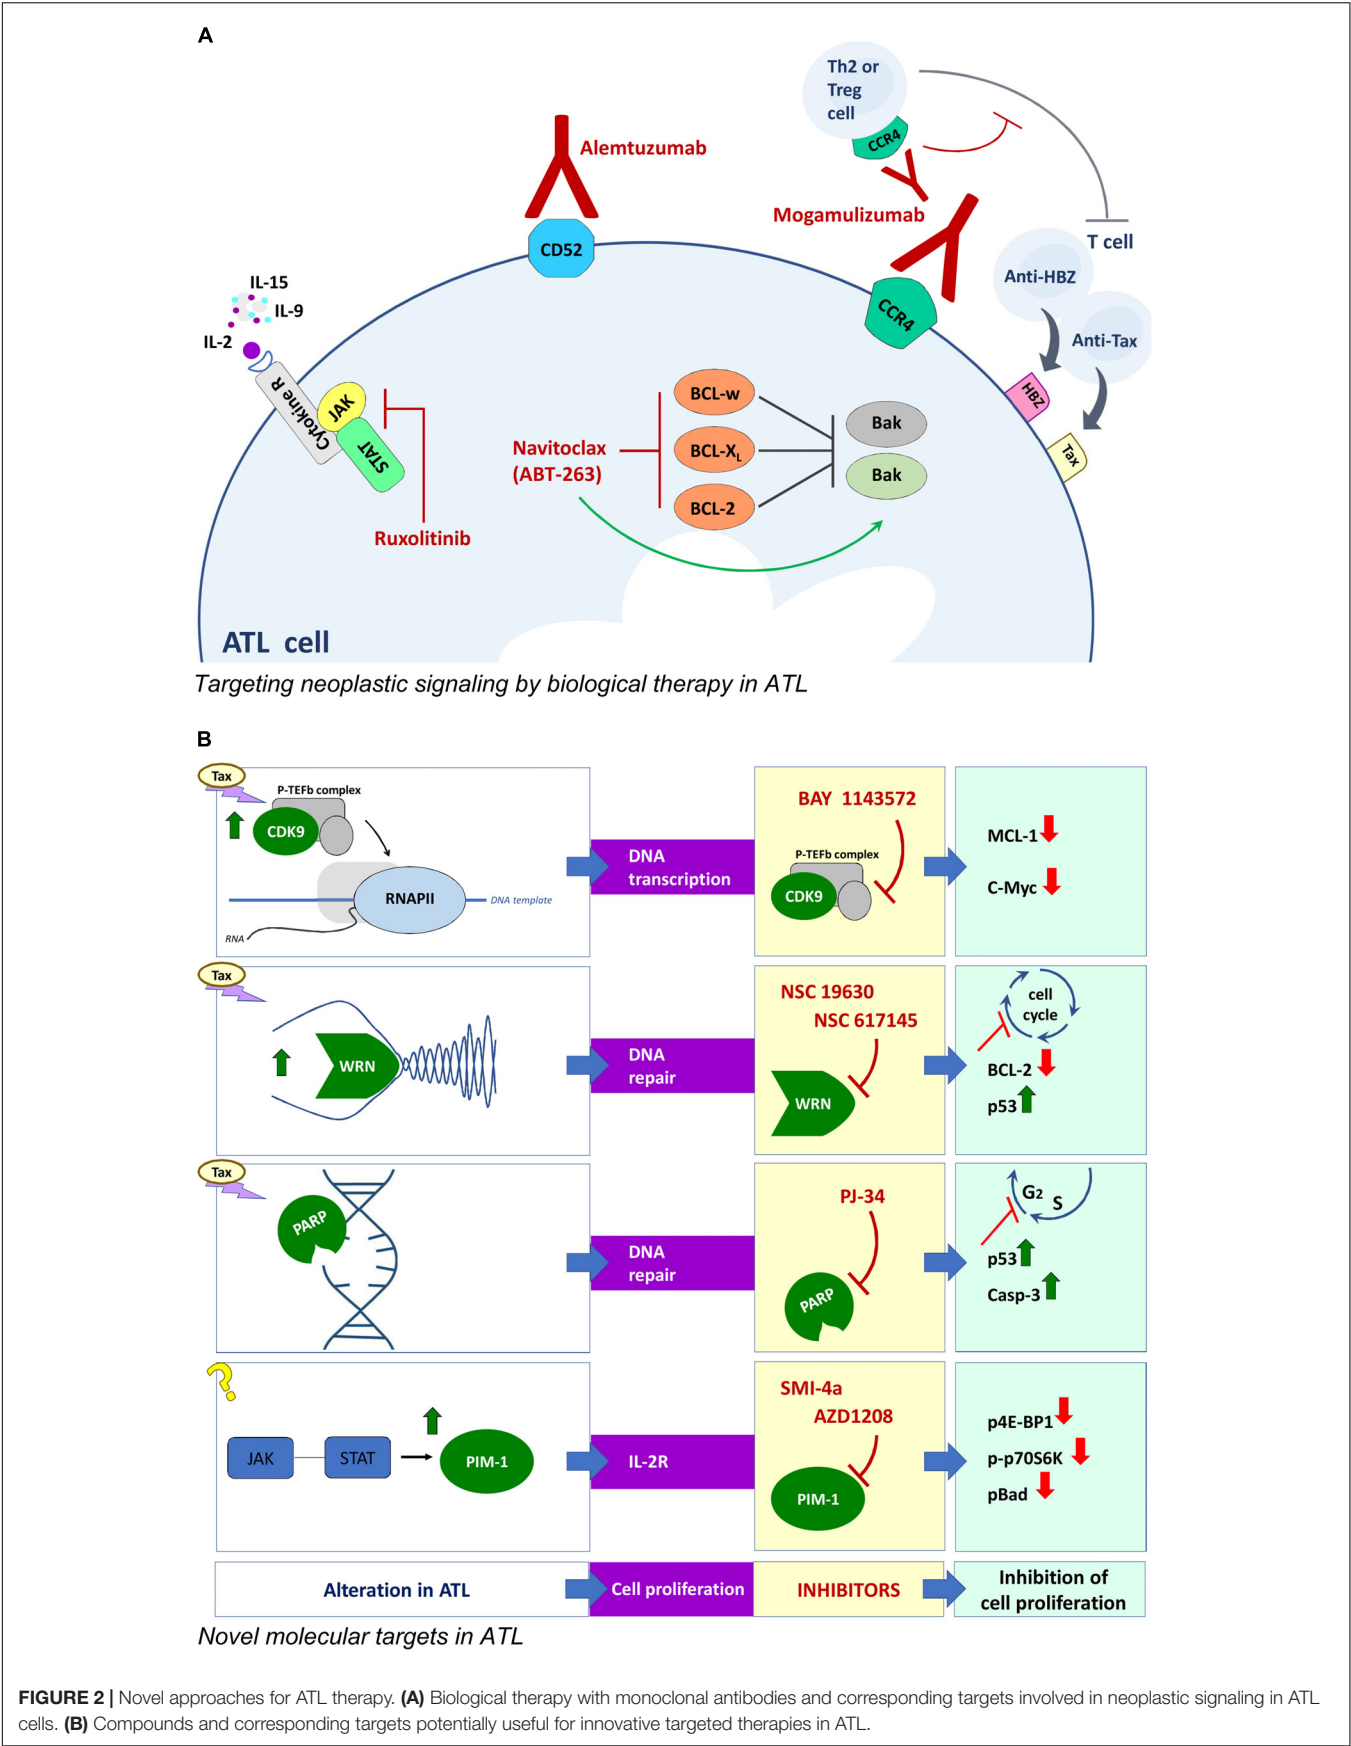 A
Th2 or
Treg
cell
CCR4
Alemtuzumab
Mogamulizumab
CD52
T cell
Anti-HBZ
CCR4
Anti-Tax
IL-15
IL-9
IL-2
Cytokine R
JAK
STAT
HBZ
Tax
BCL-w
Bak
Navitoclax
(ABT-263)
BCL-XL
Bak
BCL-2
Ruxolitinib
ATL cell
Targeting neoplastic signaling by biological therapy in ATL
B
Tax
P-TEFb complex
CDK9
RNAPII
DNA template
RNA
DNA
transcription
BAY 1143572
P-TEFb complex
CDK9
MCL-1
C-Myc
Tax
WRN
DNA
repair
NSC 19630
NSC 617145
WRN
cell
cycle
BCL-2
p53
Tax
PARP
DNA
repair
PJ-34
PARP
G2
S
p53
Casp-3
?
JAK
STAT
PIM-1
IL-2R
SMI-4a
AZD1208
PIM-1
p4E-BP1
p-p70S6K
pBad
Alteration in ATL
Cell proliferation
INHIBITORS
Inhibition of
cell proliferation
Novel molecular targets in ATL
FIGURE 2 | Novel approaches for ATL therapy. (A) Biological therapy with monoclonal antibodies and corresponding targets involved in neoplastic signaling in ATL
cells. (B) Compounds and corresponding targets potentially useful for innovative targeted therapies in ATL.